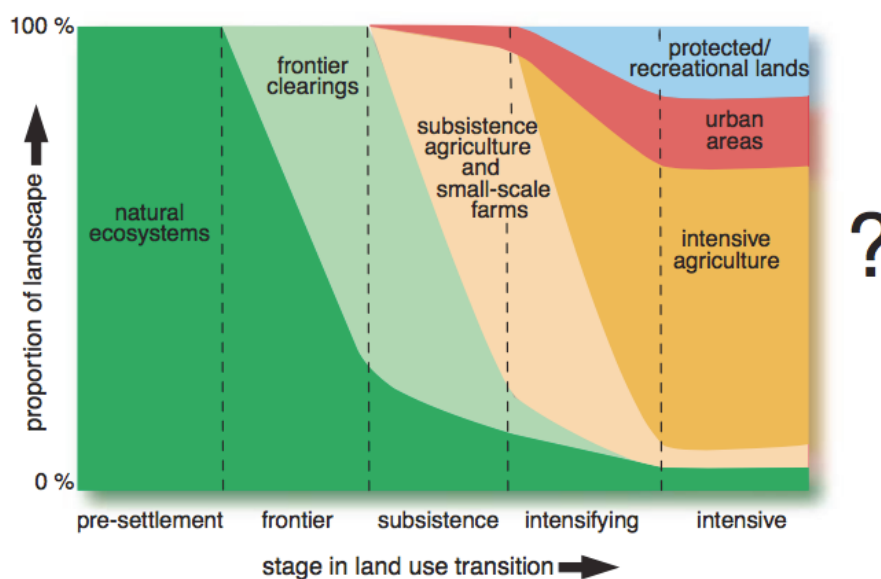 100 %
proportion of landscape
0 %
natural
ecosystems
frontier
clearings
subsistence
agriculture
and
small-scale
farms
protected/
recreational lands
urban
areas
intensive
agriculture
?
pre-settlement
frontier
subsistence
intensifying
intensive
stage in land use transition